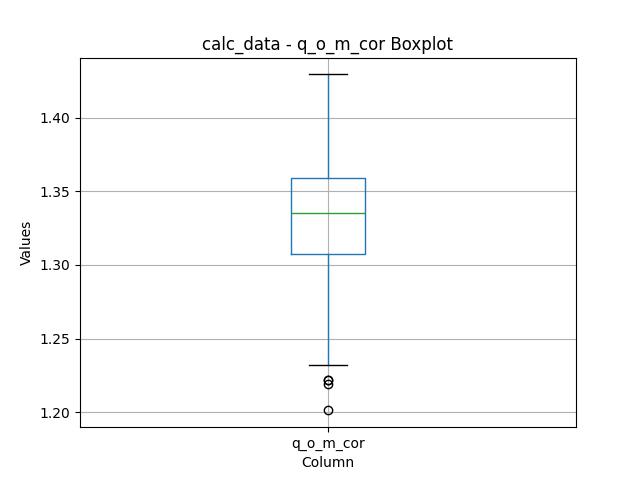 calc_data - q_o_m_cor Boxplot
1.40
1.35
1.30
1.25
1.20
Values
q_o_m_cor
Column